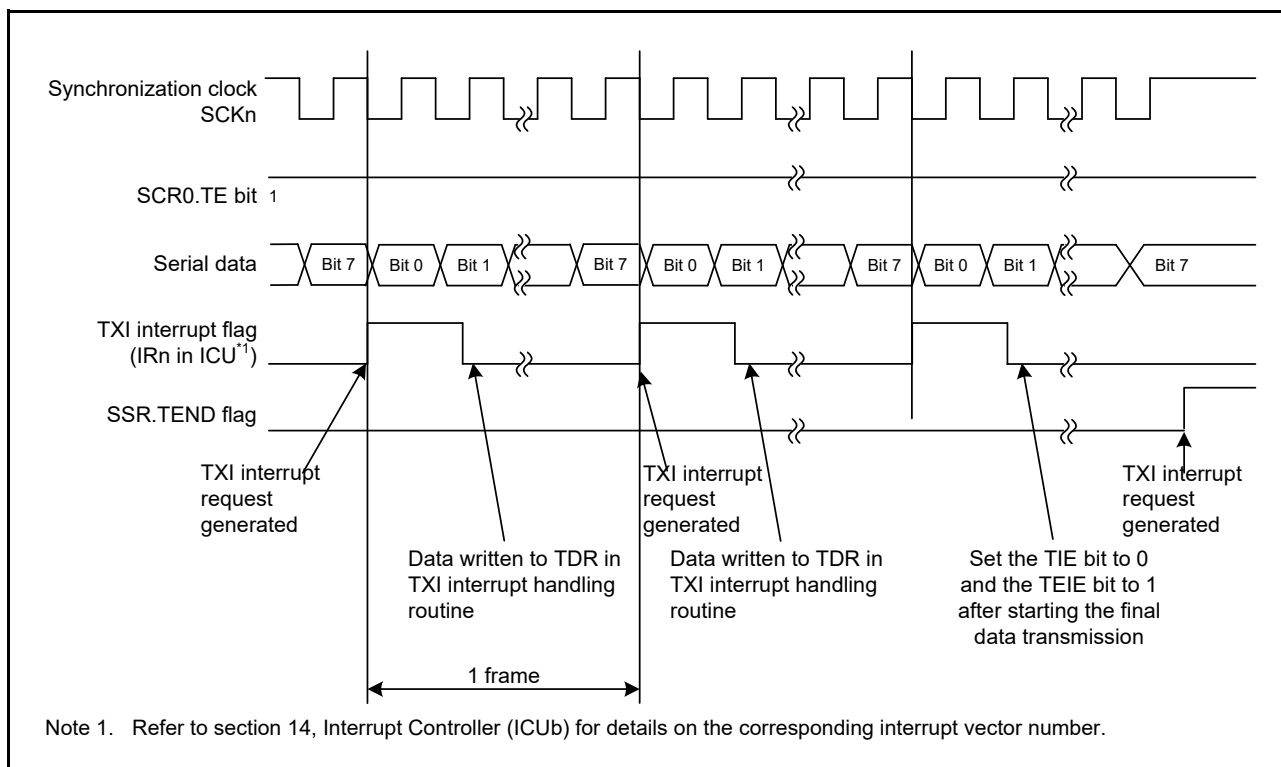 Synchronization clock
SCKn
SCR0.TE bit 1
Serial data
Bit 7 Bit 0 Bit 1 Bit 7 Bit 0 Bit 1 Bit 7 Bit 0 Bit 1 Bit 7
TXI interrupt flag
(IRn in ICU*1)
SSR.TEND flag
TXI interrupt
request
generated
TXI interrupt
request
generated
TXI interrupt
request
generated
Data written to TDR in
TXI interrupt handling
routine
Data written to TDR in
TXI interrupt handling
routine
Set the TIE bit to 0
and the TEIE bit to 1
after starting the final
data transmission
1 frame
Note 1. Refer to section 14, Interrupt Controller (ICUb) for details on the corresponding interrupt vector number.